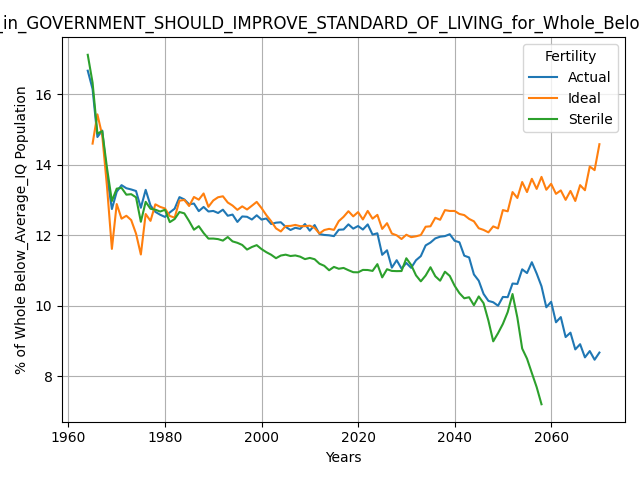 _in_GOVERNMENT_SHOULD_IMPROVE_STANDARD_OF_LIVING_for_Whole_Belo
Fertility
Actual
Ideal
Sterile
% of Whole Below_Average_IQ Population
16
14
12
10
8
1960
1980
2000
2020
2040
2060
Years